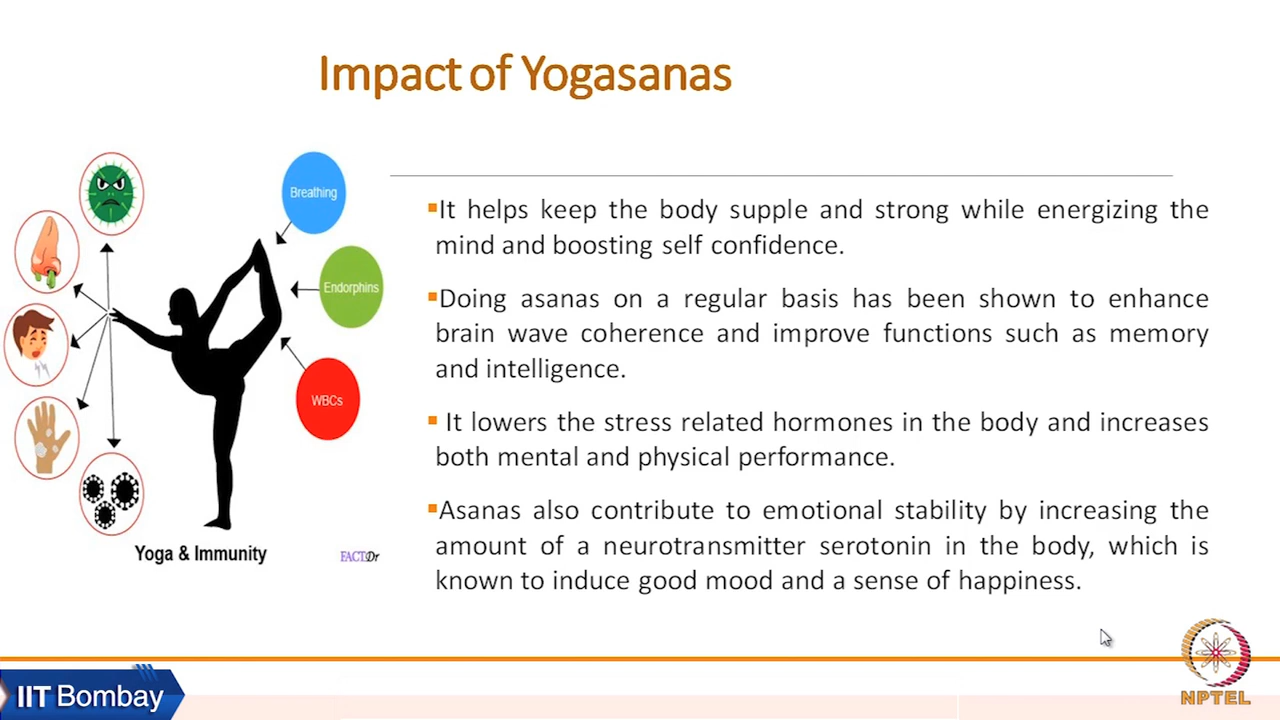 Impact of Yogasanas
Breathing
Endorphins
WBCs
Yoga & Immunity
FACTDr
▪It helps keep the body supple and strong while energizing the
mind and boosting self confidence.
▪Doing asanas on a regular basis has been shown to enhance
brain wave coherence and improve functions such as memory
and intelligence.
▪ It lowers the stress related hormones in the body and increases
both mental and physical performance.
▪Asanas also contribute to emotional stability by increasing the
amount of a neurotransmitter serotonin in the body, which is
known to induce good mood and a sense of happiness.
IIT Bombay
NPTEL